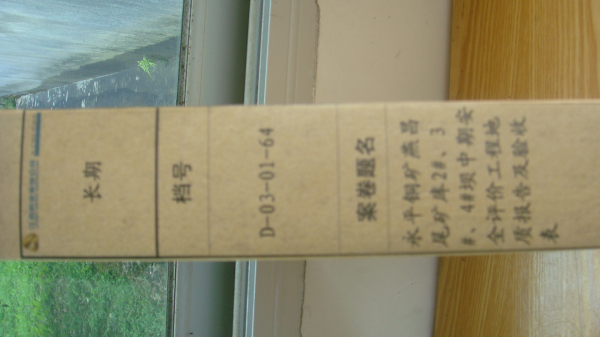 长期
档号
D-03-01-64
案卷题名
永平铜矿燕昌
尾矿库2#、3
#、4#坝中期安
全评价工程地
质报告及验收
表